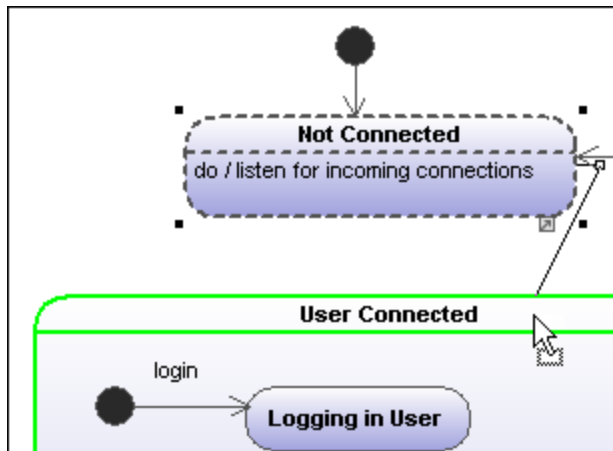 Not Connected
do / listen for incoming connections
User Connected
login
Logging in User